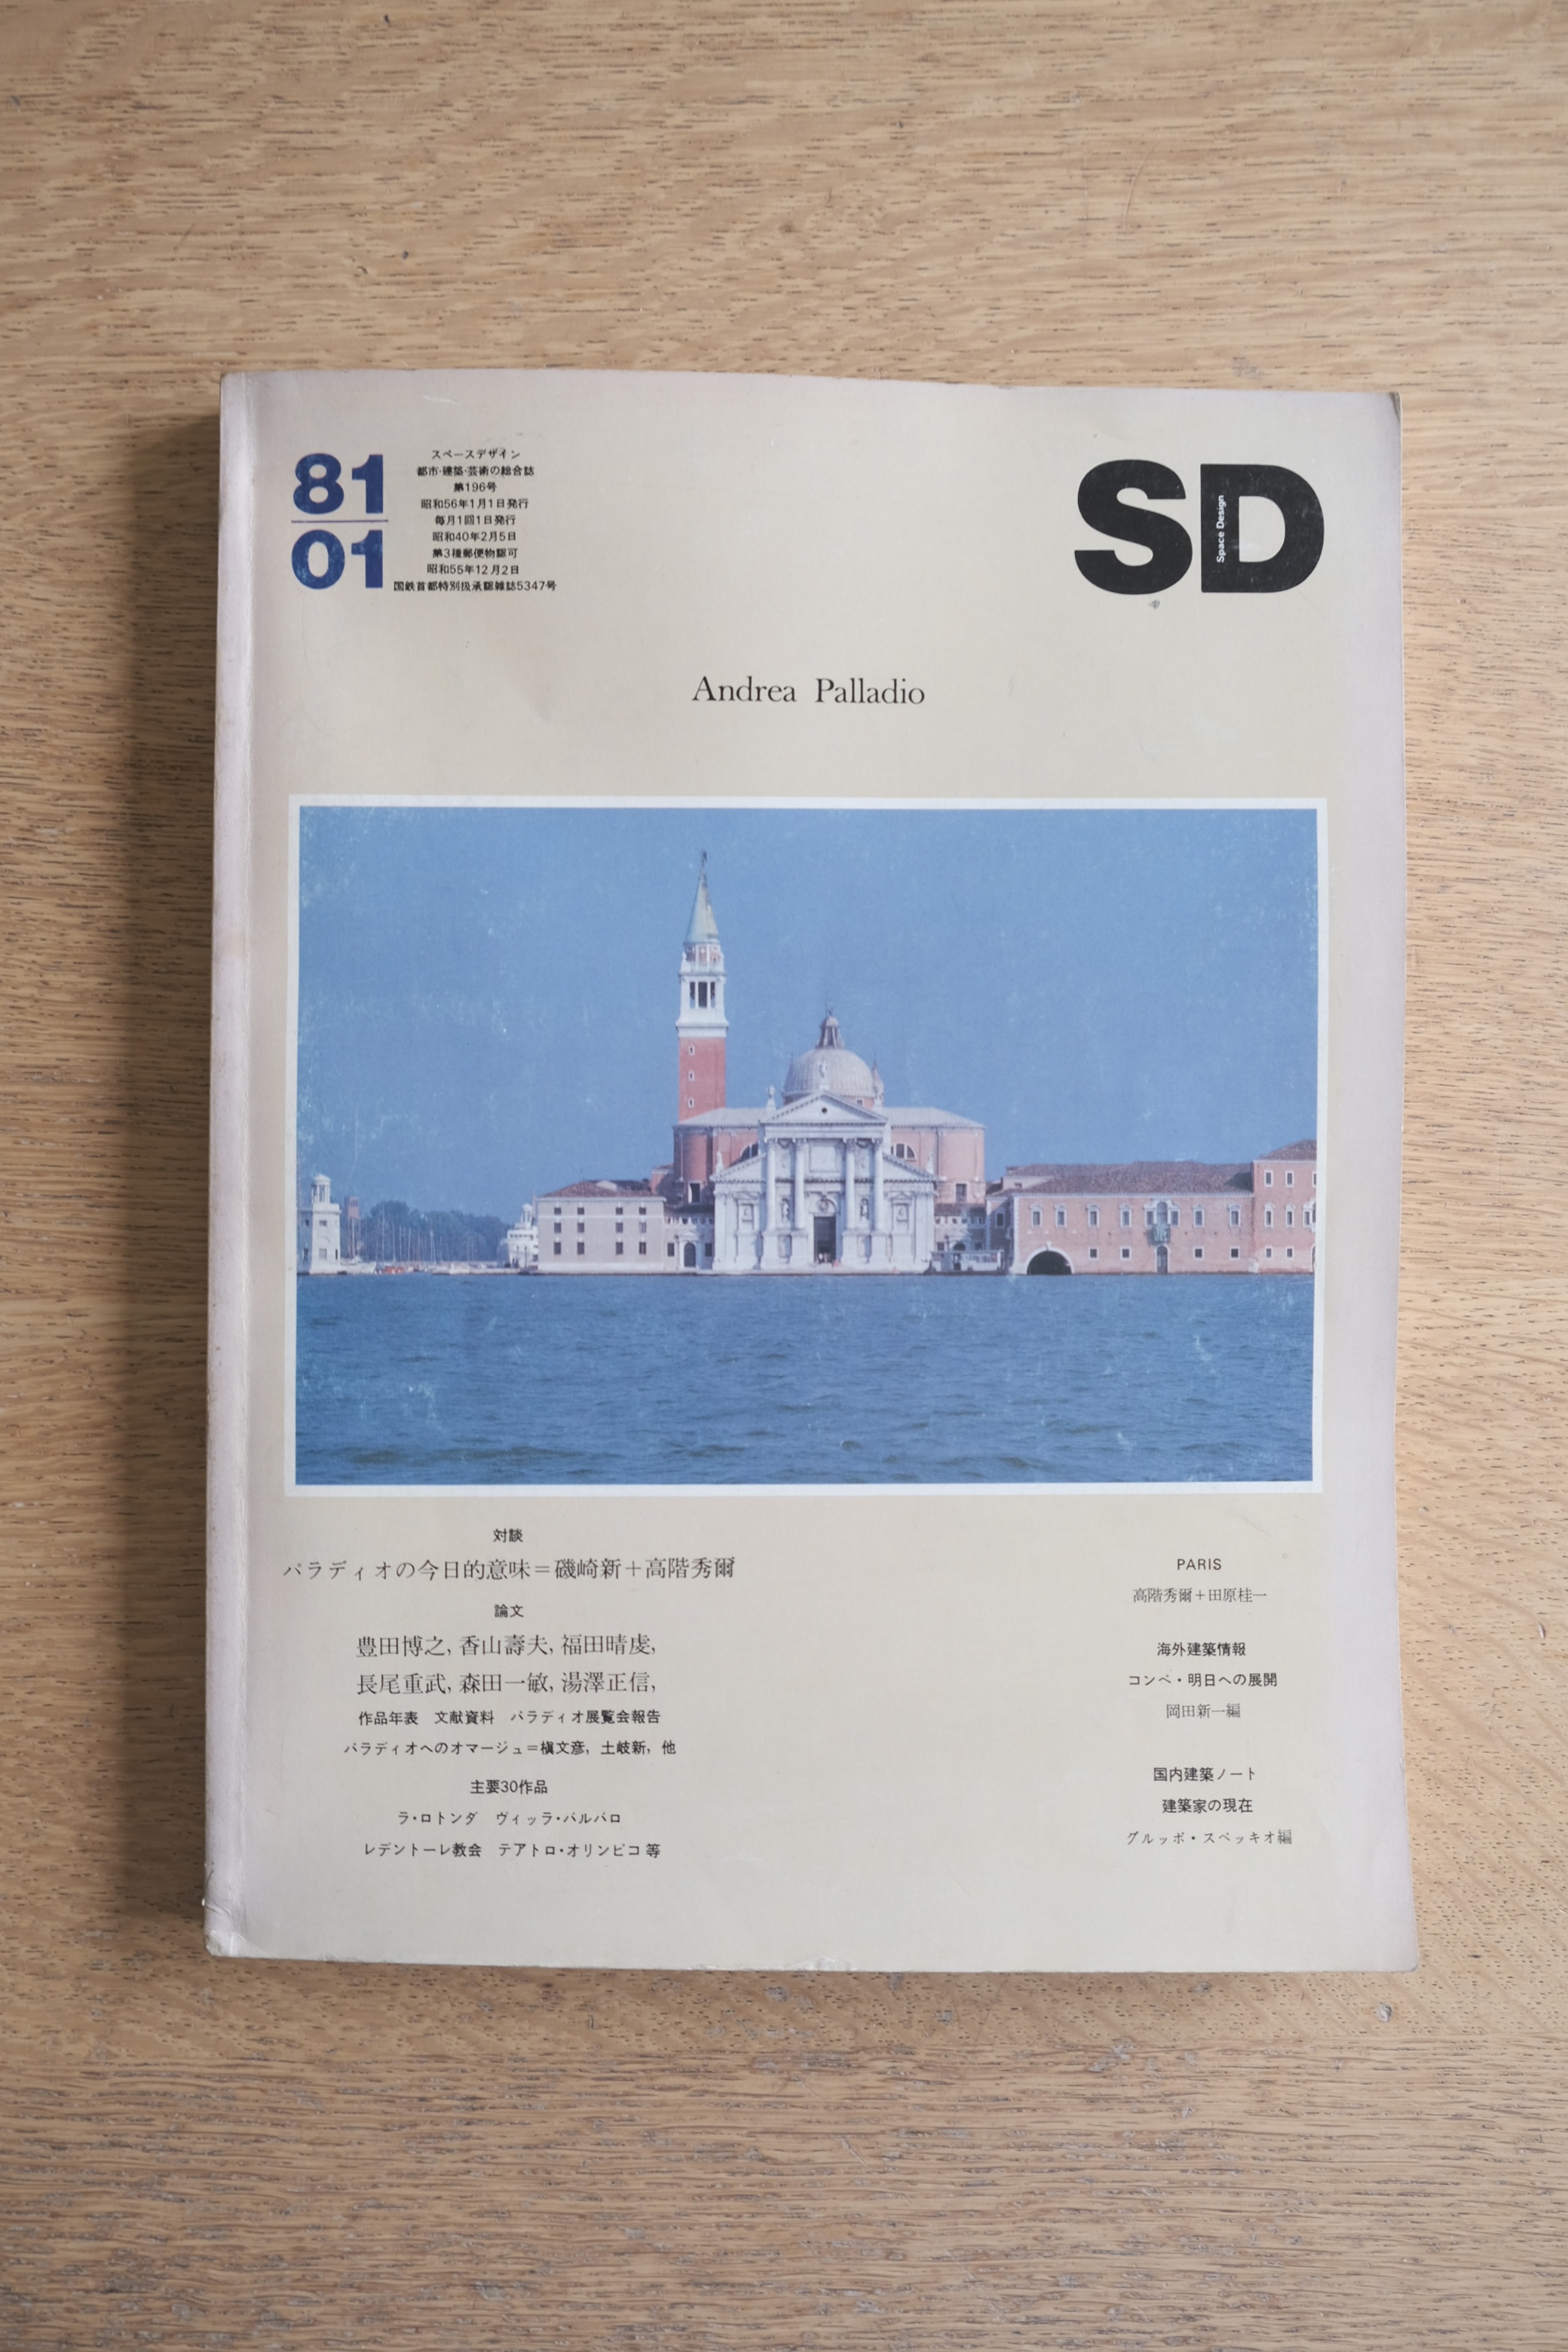 81
01
スペースデザイン
都市・建築・芸術の総合誌
第196号
昭和56年1月1日発行
毎月1回1日発行
昭和40年2月5日
第3種郵便物認可
昭和55年12月2日
国鉄首都特別扱承認雑誌5347号
SD
Space Design
Andrea Palladio
対談
パラディオの今日的意味＝磯崎新＋高階秀爾
論文
豊田博之, 香山壽夫, 福田晴虔,
長尾重武, 森田一敏, 湯澤正信,
作品年表　文献資料　パラディオ展覧会報告
パラディオへのオマージュ＝槇文彦, 土岐新, 他
主要30作品
ラ・ロトンダ　ヴィッラ・バルバロ
レデントーレ教会　テアトロ・オリンピコ 等
PARIS
高階秀爾＋田原桂一
海外建築情報
コンペ・明日への展開
岡田新一編
国内建築ノート
建築家の現在
グルッポ・スペッキオ編